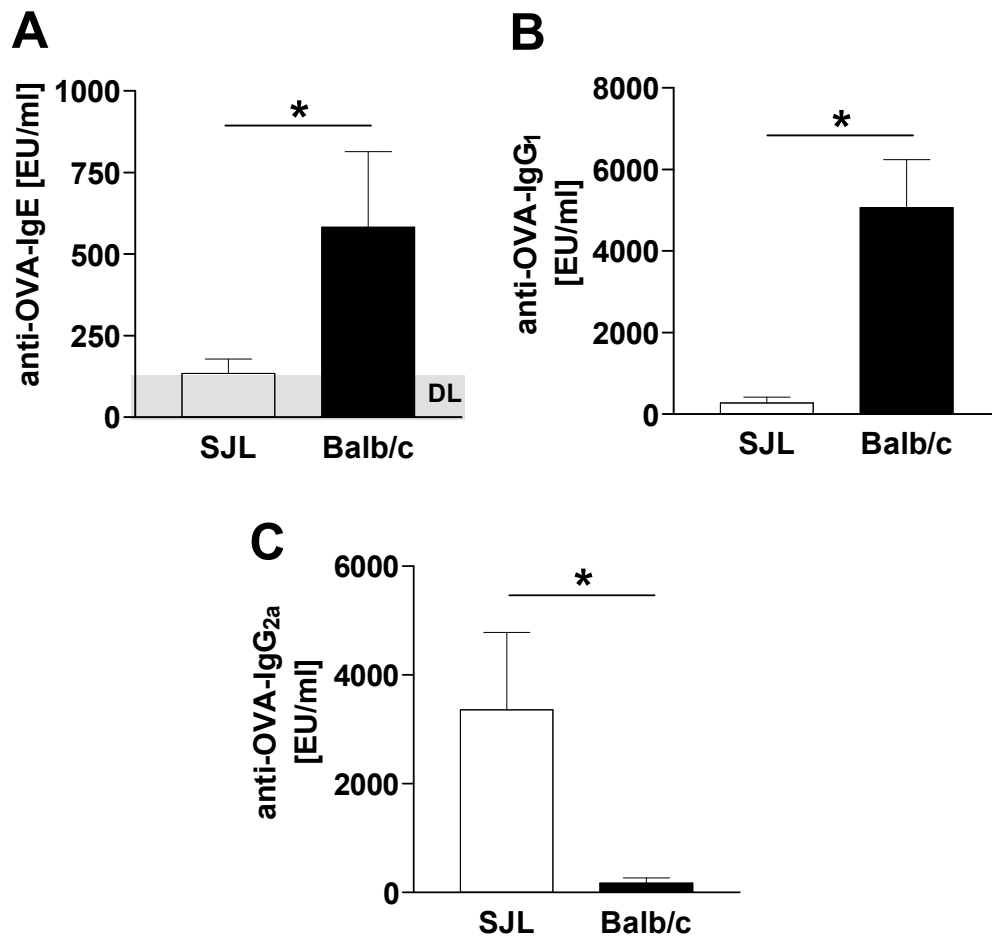 A
anti-OVA-IgE [EU/ml]
1000
750
500
250
0
*
DL
SJL Balb/c
B
anti-OVA-IgG1
[EU/ml]
8000
6000
4000
2000
0
*
SJL Balb/c
C
anti-OVA-IgG2a
[EU/ml]
6000
4000
2000
0
*
SJL Balb/c